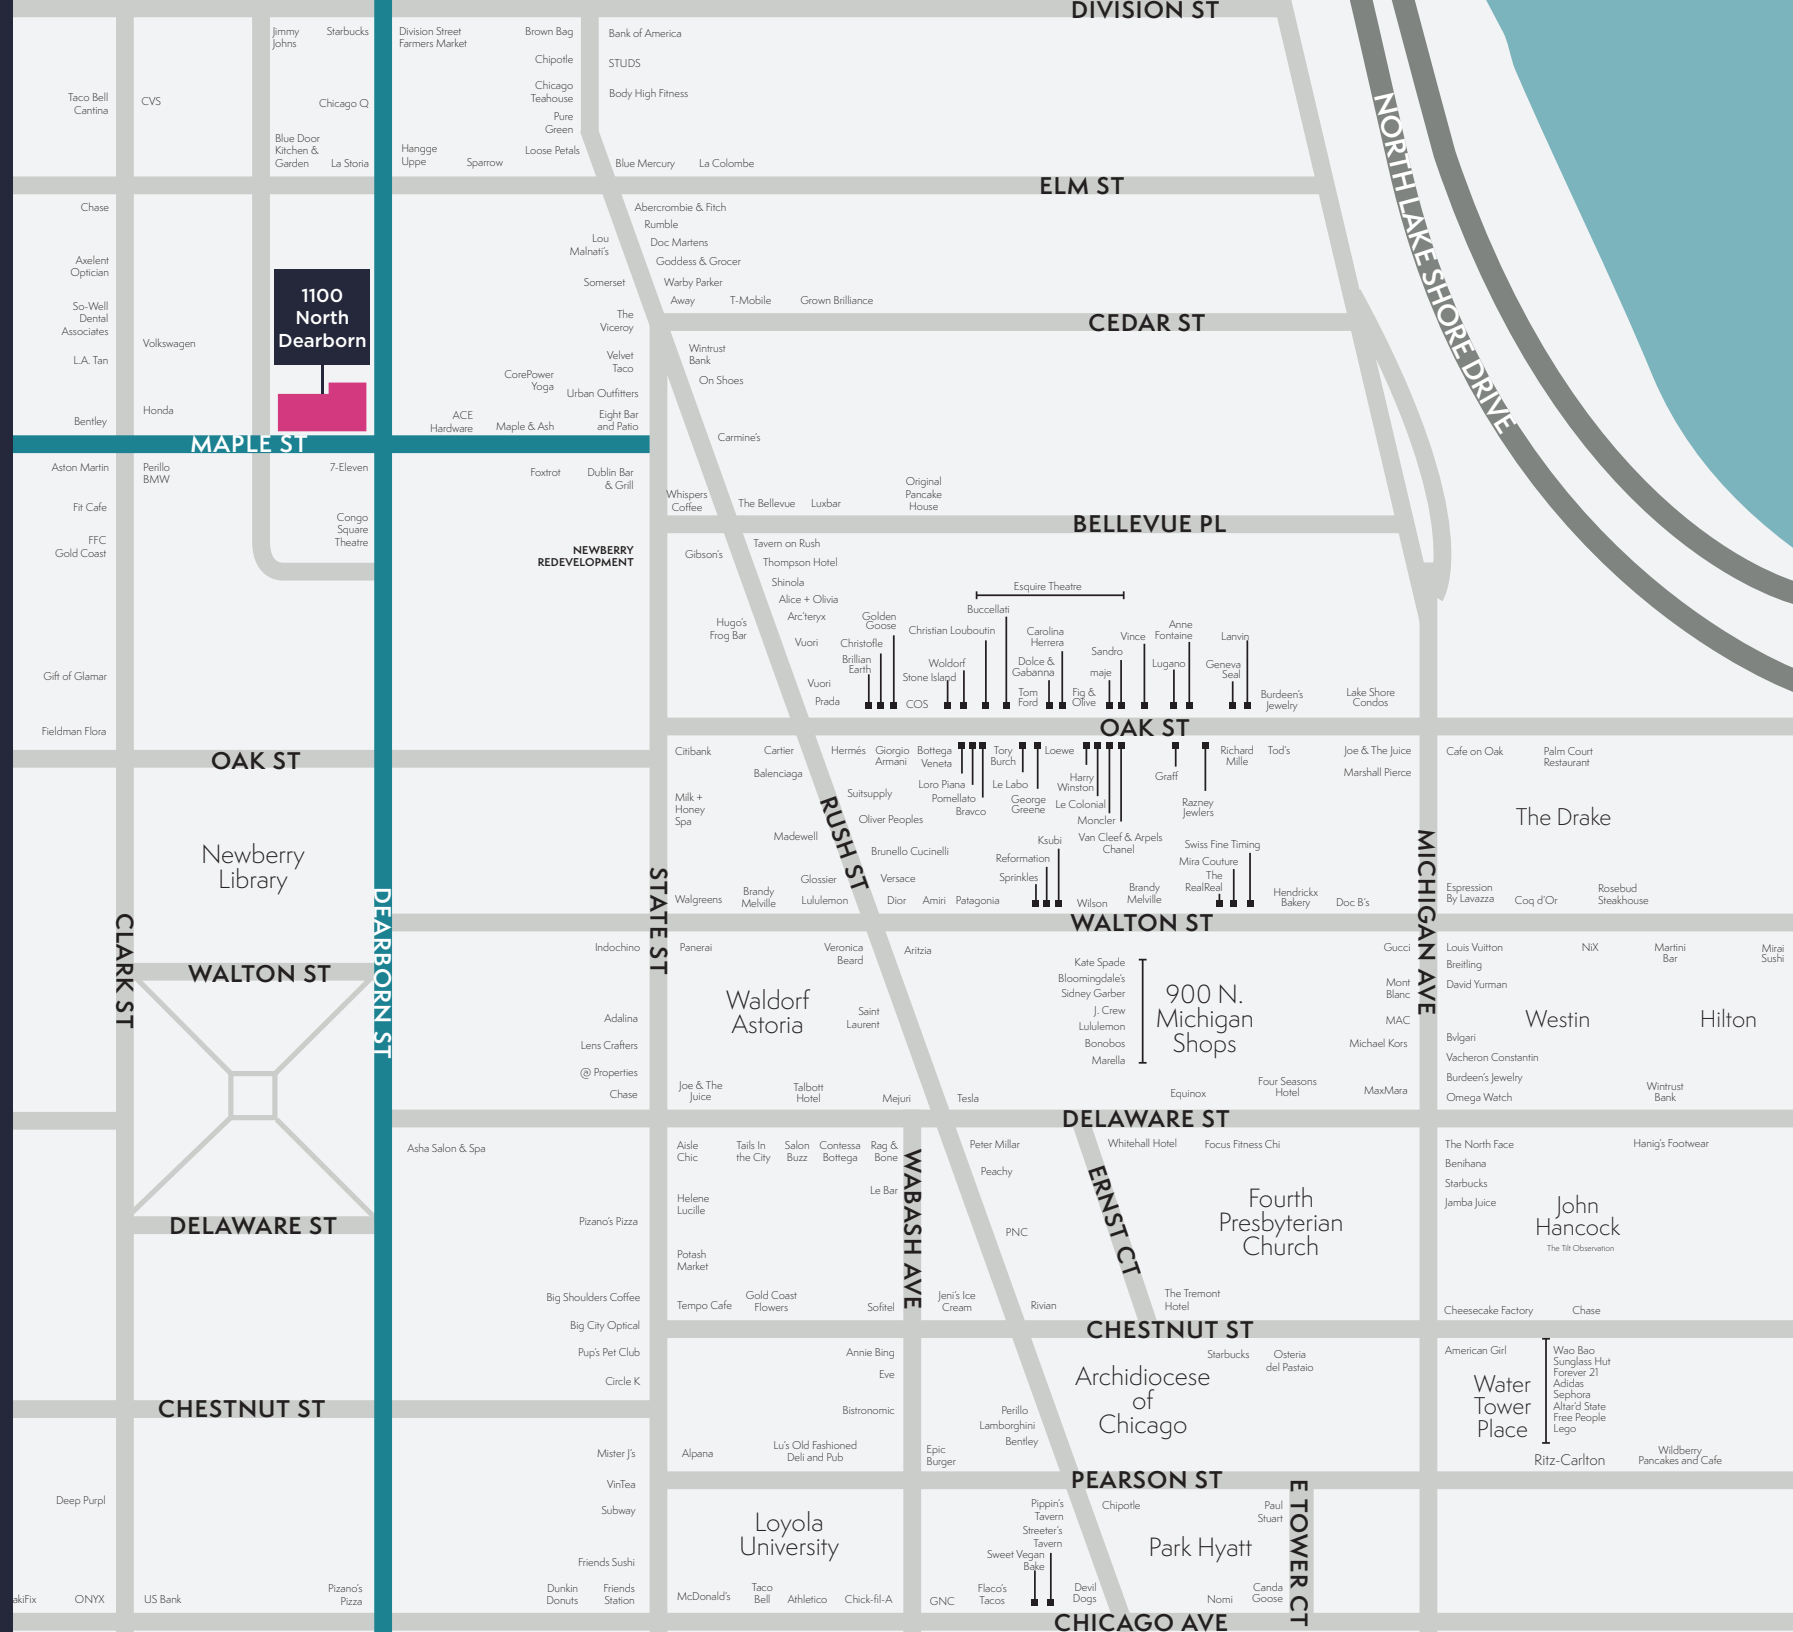 DIVISION ST
Jimmy
Johns
Starbucks
Division Street
Farmers Market
Brown Bag
Bank of America
Chipotle
STUDS
Taco Bell
Cantina
CVS
Chicago Q
Chicago
Teahouse
Body High Fitness
Pure
Green
Blue Door
Kitchen &
Garden
La Storia
Hangge
Uppe
Sparrow
Loose Petals
Blue Mercury
La Colombe
ELM ST
NORTH LAKE SHORE DRIVE
Chase
Abercrombie & Fitch
Rumble
Lou
Malnati's
Doc Martens
Axelent
Optician
Goddess & Grocer
Somerset
Warby Parker
Away
T-Mobile
Grown Brilliance
1100
North
Dearborn
So-Well
Dental
Associates
The
Viceroy
CEDAR ST
Volkswagen
L.A. Tan
Velvet
Taco
Wintrust
Bank
CorePower
Yoga
On Shoes
Urban Outfitters
Honda
Bentley
ACE
Hardware
Maple & Ash
Eight Bar
and Patio
Carmine's
MAPLE ST
Aston Martin
Perillo
BMW
7-Eleven
Foxtrot
Dublin Bar
& Grill
Original
Pancake
House
Whispers
Coffee
The Bellevue
Luxbar
Fit Cafe
Congo
Square
Theatre
BELLEVUE PL
FFC
Gold Coast
NEWBERRY
REDEVELOPMENT
Gibson's
Tavern on Rush
Thompson Hotel
Shinola
Alice + Olivia
Arc'teryx
Esquire Theatre
Hugo's
Frog Bar
Vuori
Golden
Goose
Buccellati
Christofle
Christian Louboutin
Carolina
Herrera
Vince
Anne
Fontaine
Lanvin
Brillian
Earth
Woldorf
Stone Island
Dolce &
Gabanna
Sandro
maje
Lugano
Geneva
Seal
Gift of Glamar
Vuori
Prada
COS
Tom
Ford
Fig &
Olive
Burdeen's
Jewelry
Lake Shore
Condos
Fieldman Flora
OAK ST
OAK ST
Citibank
Cartier
Hermés
Giorgio
Armani
Bottega
Veneta
Tory
Burch
Loewe
Richard
Mille
Tod's
Joe & The Juice
Cafe on Oak
Palm Court
Restaurant
Balenciaga
Marshall Pierce
Loro Piana
Le Labo
Harry
Winston
Graff
Milk +
Honey
Spa
Suitsupply
Pomellato
Bravco
George
Greene
Le Colonial
Razney
Jewlers
RUSH ST
Oliver Peoples
Moncler
The Drake
Madewell
Ksubi
Van Cleef & Arpels
Chanel
Swiss Fine Timing
Newberry
Library
Brunello Cucinelli
Reformation
Mira Couture
Glossier
Versace
Sprinkles
The
RealReal
Walgreens
Brandy
Melville
Lululemon
Dior
Amiri
Patagonia
Wilson
Brandy
Melville
Hendrickx
Bakery
Doc B's
Espression
By Lavazza
Coq d'Or
Rosebud
Steakhouse
CLARK ST
DEARBORN ST
STATE ST
MICHIGAN AVE
WALTON ST
WALTON ST
Indochino
Panerai
Veronica
Beard
Aritzia
Gucci
Louis Vuitton
NiX
Martini
Bar
Mirai
Sushi
Kate Spade
Bloomingdale's
Sidney Garber
J. Crew
Lululemon
Bonobos
Marella
900 N.
Michigan
Shops
Breitling
Mont
Blanc
David Yurman
Waldorf
Astoria
Saint
Laurent
Adalina
MAC
Westin
Hilton
Lens Crafters
Michael Kors
Bvlgari
Vacheron Constantin
@ Properties
Burdeen's Jewelry
Chase
Joe & The
Juice
Talbott
Hotel
Mejuri
Tesla
Equinox
Four Seasons
Hotel
MaxMara
Omega Watch
Wintrust
Bank
DELAWARE ST
Asha Salon & Spa
Aisle
Chic
Tails In
the City
Salon
Buzz
Contessa
Bottega
Rag &
Bone
Peter Millar
Whitehall Hotel
Focus Fitness Chi
The North Face
Hanig's Footwear
Peachy
Benihana
Helene
Lucille
Le Bar
WABASH AVE
ERNST CT
Starbucks
Fourth
Presbyterian
Church
Jamba Juice
John
Hancock
The Tilt Observation
DELAWARE ST
Pizano's Pizza
PNC
Potash
Market
Big Shoulders Coffee
Tempo Cafe
Gold Coast
Flowers
Sofitel
Jeni's Ice
Cream
Rivian
The Tremont
Hotel
Cheesecake Factory
Chase
Big City Optical
CHESTNUT ST
Pup's Pet Club
Annie Bing
Starbucks
Osteria
del Pastaio
American Girl
Eve
Circle K
Archidiocese
of
Chicago
Water
Tower
Place
Wao Bao
Sunglass Hut
Forever 21
Adidas
Sephora
Altar'd State
Free People
Lego
CHESTNUT ST
Bistronomic
Perillo
Lamborghini
Bentley
Mister J's
Alpana
Lu's Old Fashioned
Deli and Pub
Epic
Burger
Ritz-Carlton
Wildberry
Pancakes and Cafe
VinTea
PEARSON ST
Deep Purpl
Subway
Loyola
University
Pippin's
Tavern
Streeter's
Tavern
Sweet Vegan
Bake
Chipotle
Paul
Stuart
E TOWER CT
Park Hyatt
Friends Sushi
akiFix
ONYX
US Bank
Pizano's
Pizza
Dunkin
Donuts
Friends
Station
McDonald's
Taco
Bell
Athletico
Chick-fil-A
GNC
Flaco's
Tacos
Devil
Dogs
Nomi
Canda
Goose
CHICAGO AVE